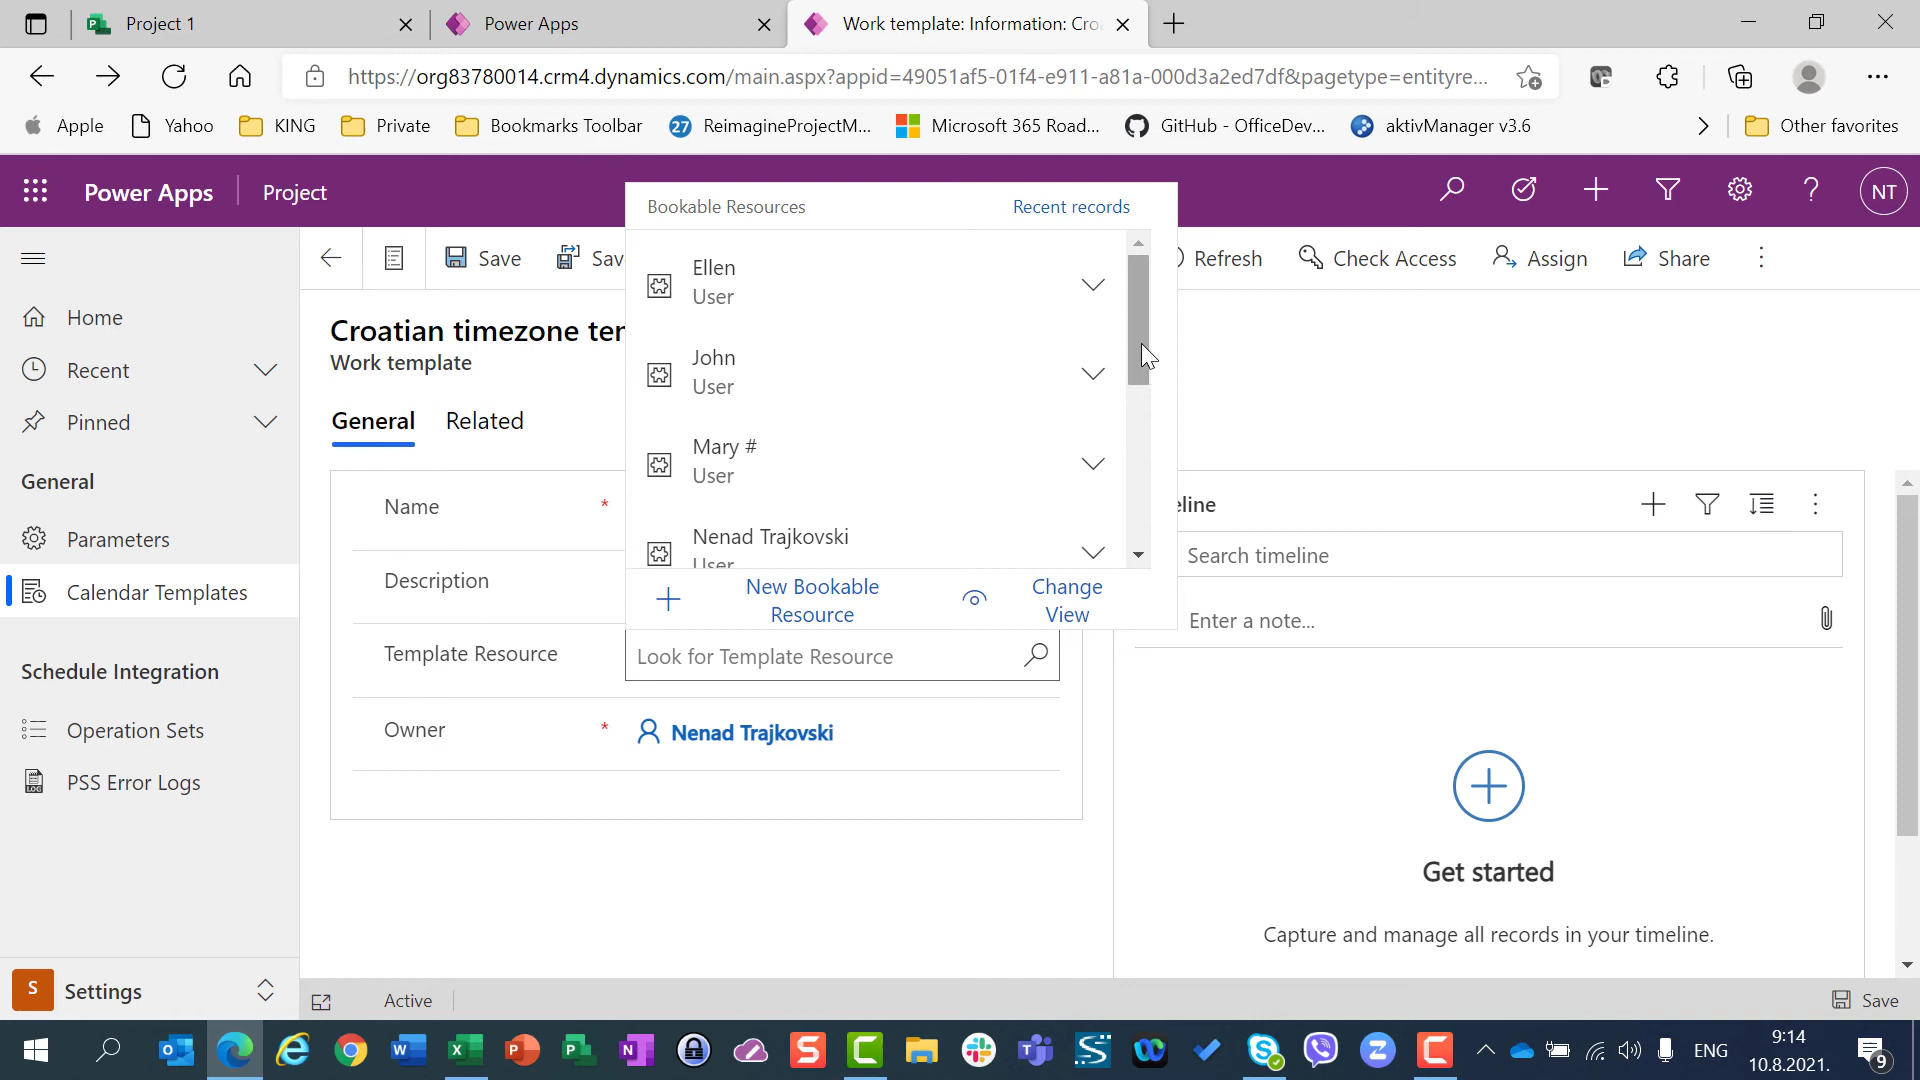 Project 1
Power Apps
Work template: Information: Cro
https://org83780014.crm4.dynamics.com/main.aspx?appid=49051af5-01f4-e911-a81a-000d3a2ed7df&pagetype=entityre...
Apple
Yahoo
KING
Private
Bookmarks Toolbar
27
ReimagineProjectM...
Microsoft 365 Road...
GitHub - OfficeDev...
aktivManager v3.6
Other favorites
Power Apps
Project
NT
Bookable Resources
Recent records
Save
Sav
Refresh
Check Access
Assign
Share
Ellen
User
John
User
Mary #
User
Nenad Trajkovski
User
New Bookable
Resource
Change
View
Home
Recent
Pinned
General
Parameters
Calendar Templates
Schedule Integration
Operation Sets
LOG
PSS Error Logs
S
Settings
Croatian timezone ten
Work template
General
Related
Name *
Description
Template Resource
Look for Template Resource
Owner *
Nenad Trajkovski
eline
Search timeline
Enter a note...
Get started
Capture and manage all records in your timeline.
Active
Save
ENG
9:14
10.8.2021.
9